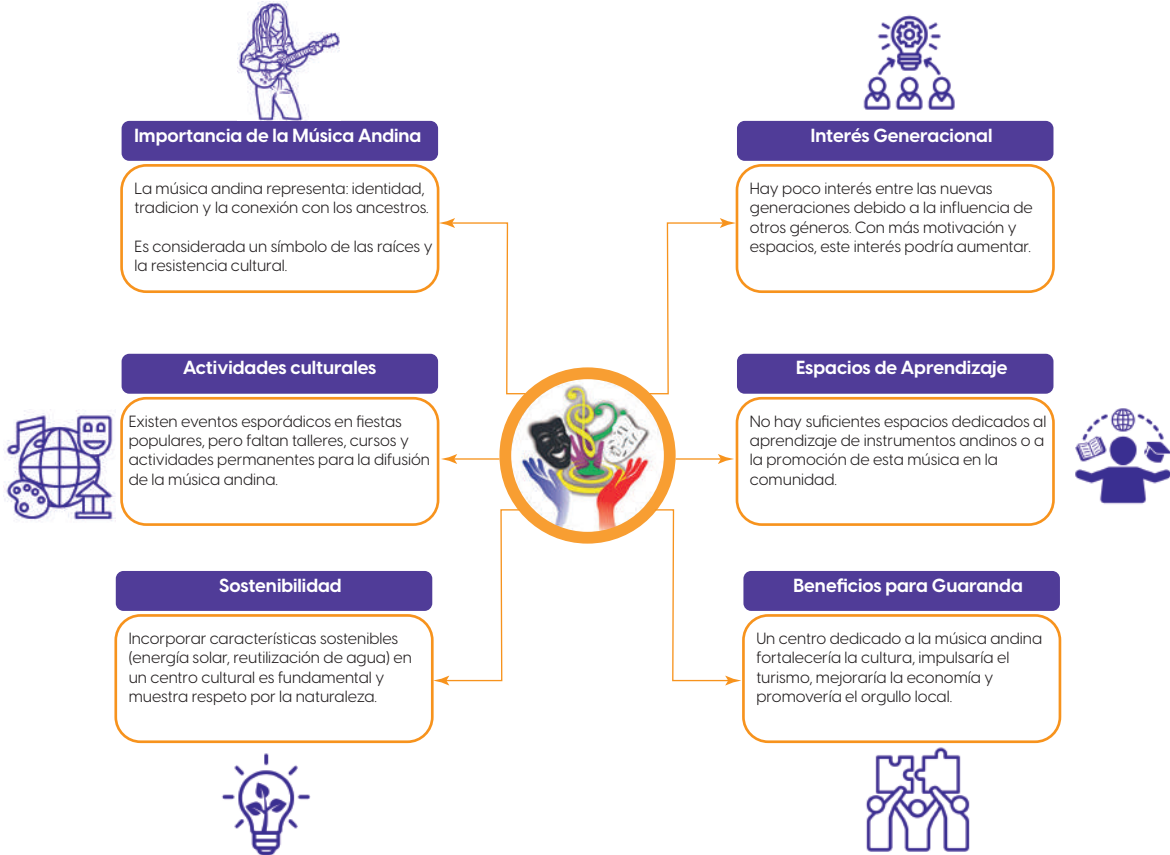 Importancia de la Música Andina
La música andina representa: identidad,
tradicion y la conexión con los ancestros.
Es considerada un símbolo de las raíces y
la resistencia cultural.
Interés Generacional
Hay poco interés entre las nuevas
generaciones debido a la influencia de
otros géneros. Con más motivación y
espacios, este interés podría aumentar.
Actividades culturales
Existen eventos esporádicos en fiestas
populares, pero faltan talleres, cursos y
actividades permanentes para la difusión
de la música andina.
Espacios de Aprendizaje
No hay suficientes espacios dedicados al
aprendizaje de instrumentos andinos o a
la promoción de esta música en la
comunidad.
Sostenibilidad
Incorporar características sostenibles
(energía solar, reutilización de agua) en
un centro cultural es fundamental y
muestra respeto por la naturaleza.
Beneficios para Guaranda
Un centro dedicado a la música andina
fortalecería la cultura, impulsaría el
turismo, mejoraría la economía y
promovería el orgullo local.